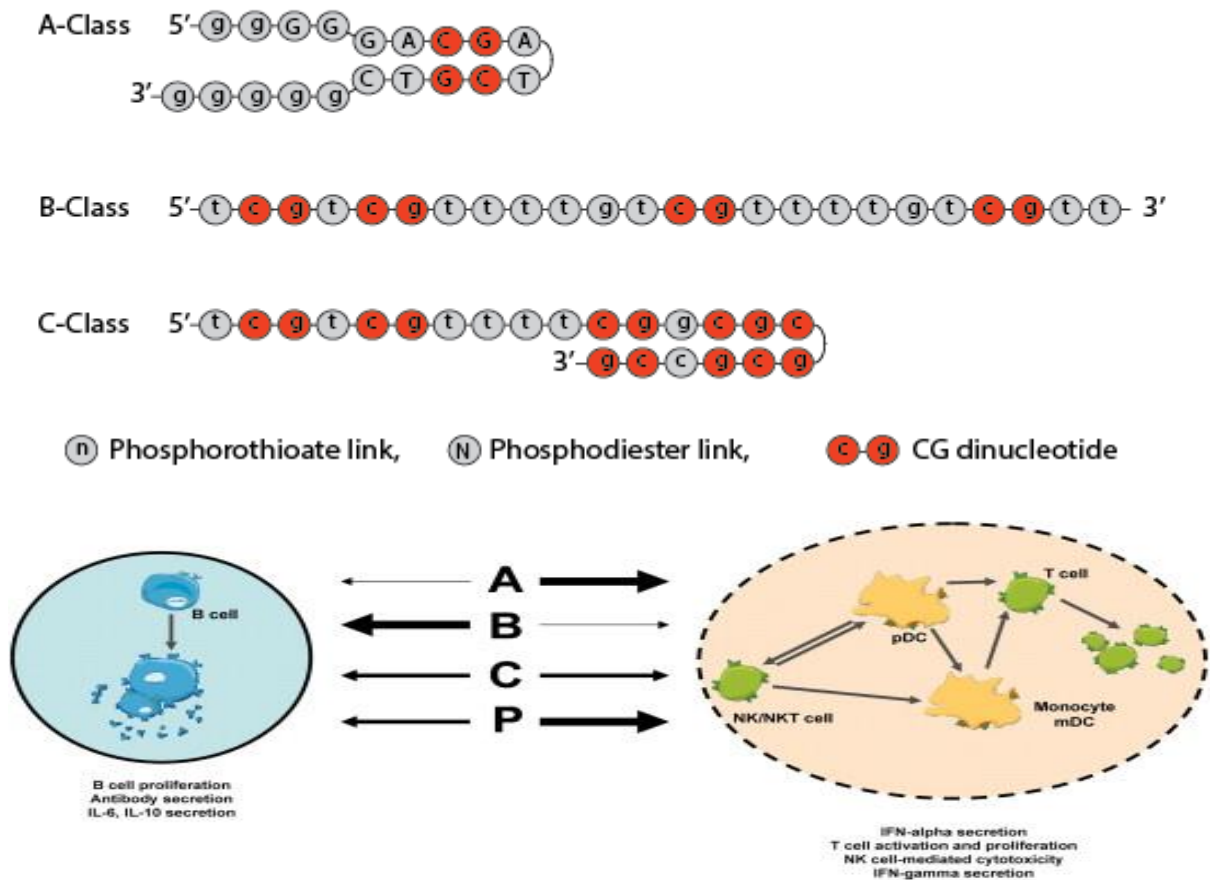 A-Class 5'-g g G G G A C G A
3'-g g g g g C T G C T
B-Class 5'-t c g t c g t t t t g t c g t t t t g t c g t t - 3'
C-Class 5'-t c g t c g t t t t c g g c g c
3'-g c c g c g
n Phosphorothioate link, N Phosphodiester link, c-g CG dinucleotide
A
B
C
P
B cell
B cell proliferation
Antibody secretion
IL-6, IL-10 secretion
T cell
pDC
NK/NKT cell
Monocyte
mDC
IFN-alpha secretion
T cell activation and proliferation
NK cell-mediated cytotoxicity
IFN-gamma secretion